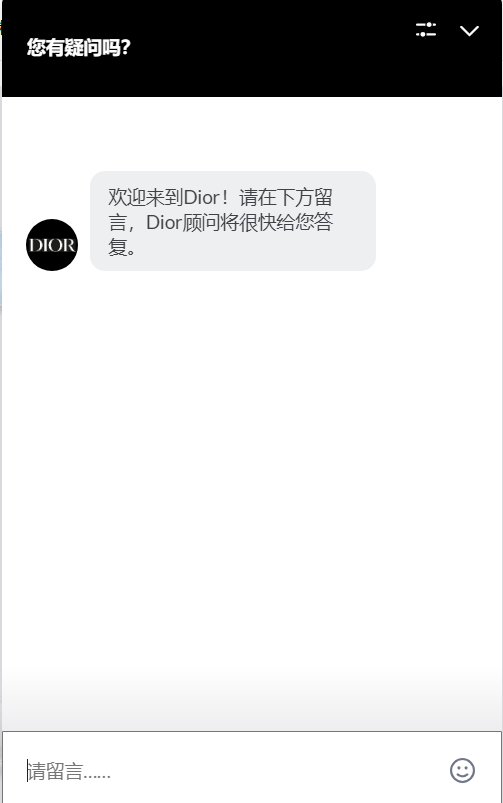 您有疑问吗？
欢迎来到Dior！请在下方留
言，Dior顾问将很快给您答
复。
DIOR
请留言......